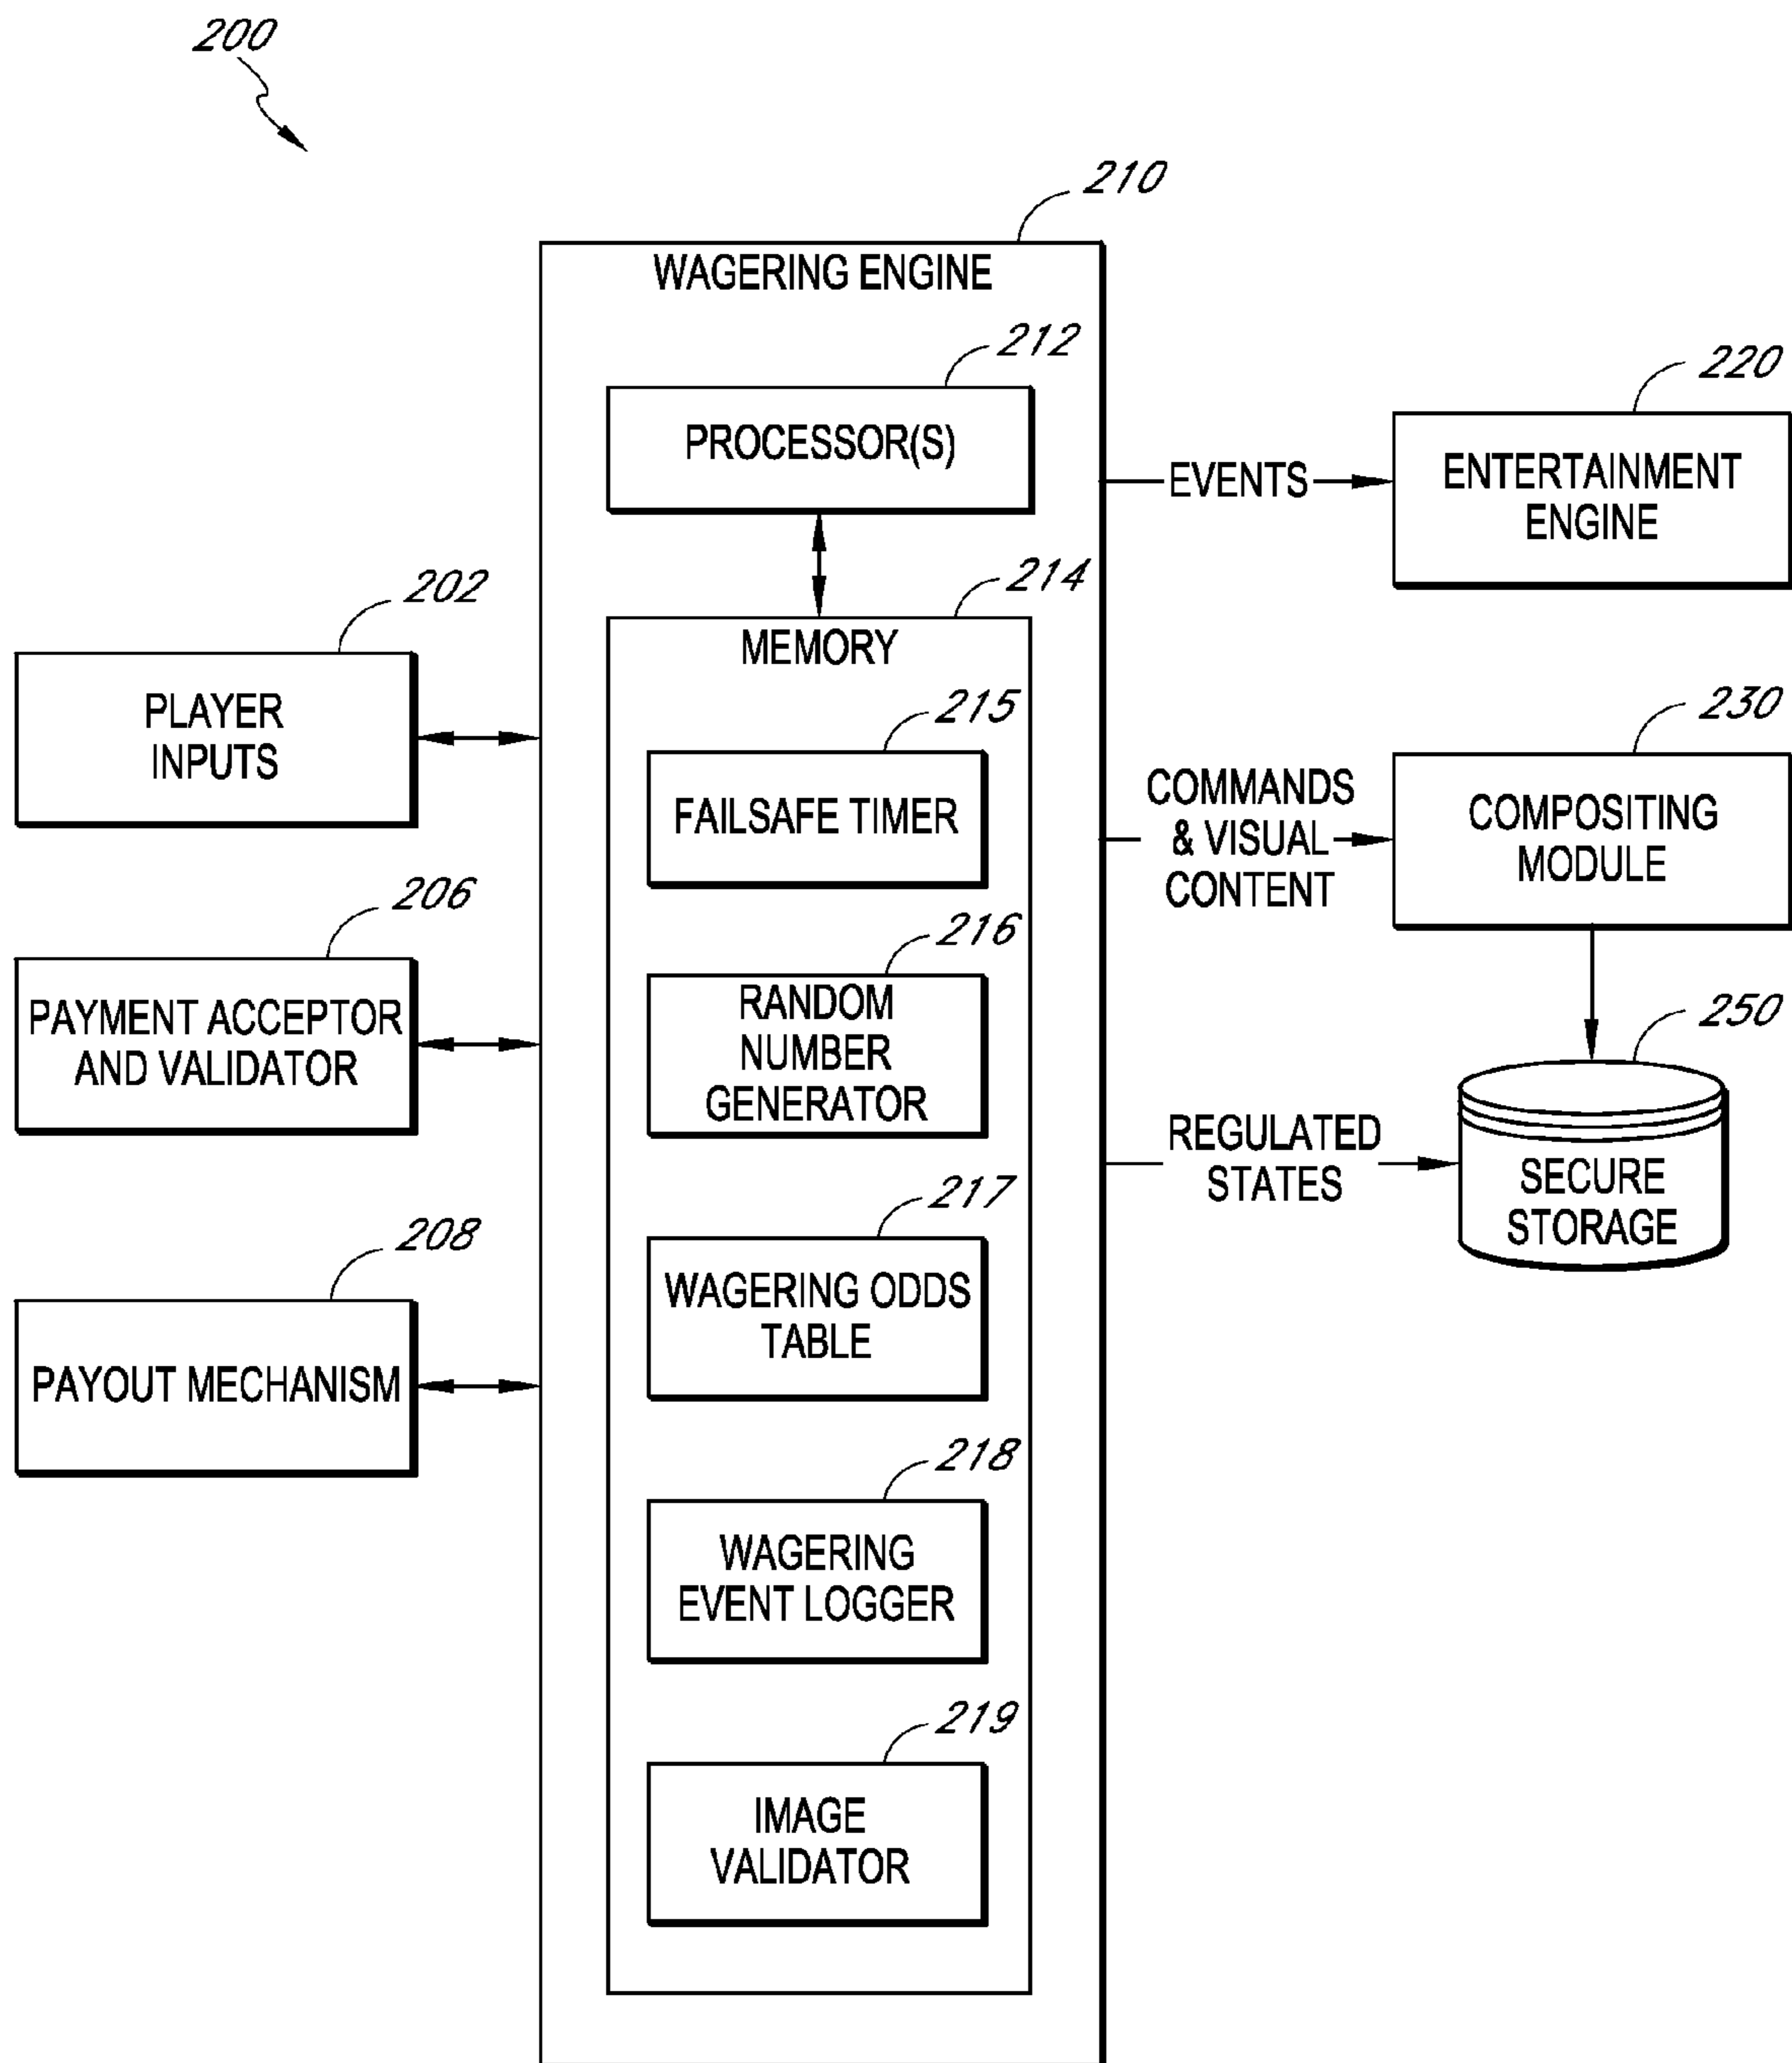 200
210
WAGERING ENGINE
212
PROCESSOR(S)
214
MEMORY
215
FAILSAFE TIMER
216
RANDOM
NUMBER
GENERATOR
217
WAGERING ODDS
TABLE
218
WAGERING
EVENT LOGGER
219
IMAGE
VALIDATOR
202
PLAYER
INPUTS
206
PAYMENT ACCEPTOR
AND VALIDATOR
208
PAYOUT MECHANISM
EVENTS
220
ENTERTAINMENT
ENGINE
COMMANDS
& VISUAL
CONTENT
230
COMPOSITING
MODULE
REGULATED
STATES
250
SECURE
STORAGE